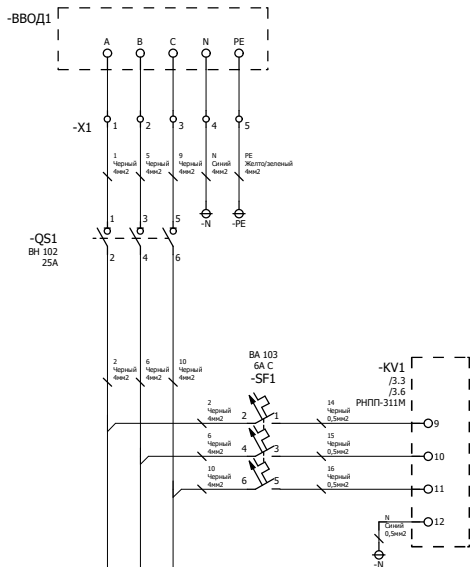 -ВВОД1
A B C N PE
-X1 1 2 3 4 5
1 5 9 N PE
Черный Черный Черный Синий Желто/зеленый
4мм2 4мм2 4мм2 4мм2 4мм2
-N -PE
1 3 5
-QS1
ВН 102
25А
2 4 6
2 6 10
Черный Черный Черный
4мм2 4мм2 4мм2
ВА 103
6А С
-SF1
-KV1
/3.3
/3.6
РНПП-311М
2 14
Черный Черный
4мм2 0,5мм2
2 1 9
6 15
Черный Черный
4мм2 0,5мм2
4 3 10
10 16
Черный Черный
4мм2 0,5мм2
6 5 11
N
Синий
0,5мм2
12
-N